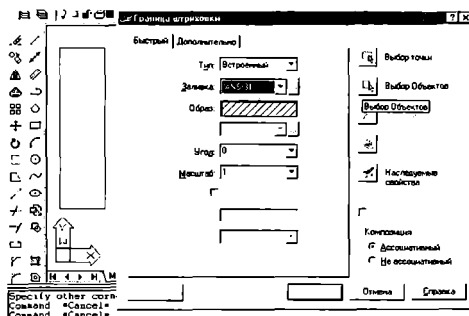 Граница штриховки
Быстрый Дополнительно
Тип: Встроенный
Заливка: ANSI31
Образ:
Угол: 0
Масштаб: 1
Выбор точки
Выбор Объектов
Выбор Объектов
Наследуемые
свойства
Композиция
Ассоциативный
Не ассоциативный
Отмена Справка
Y
X
M
Specify other corn
Command *Cancel*
Command *Cancel*